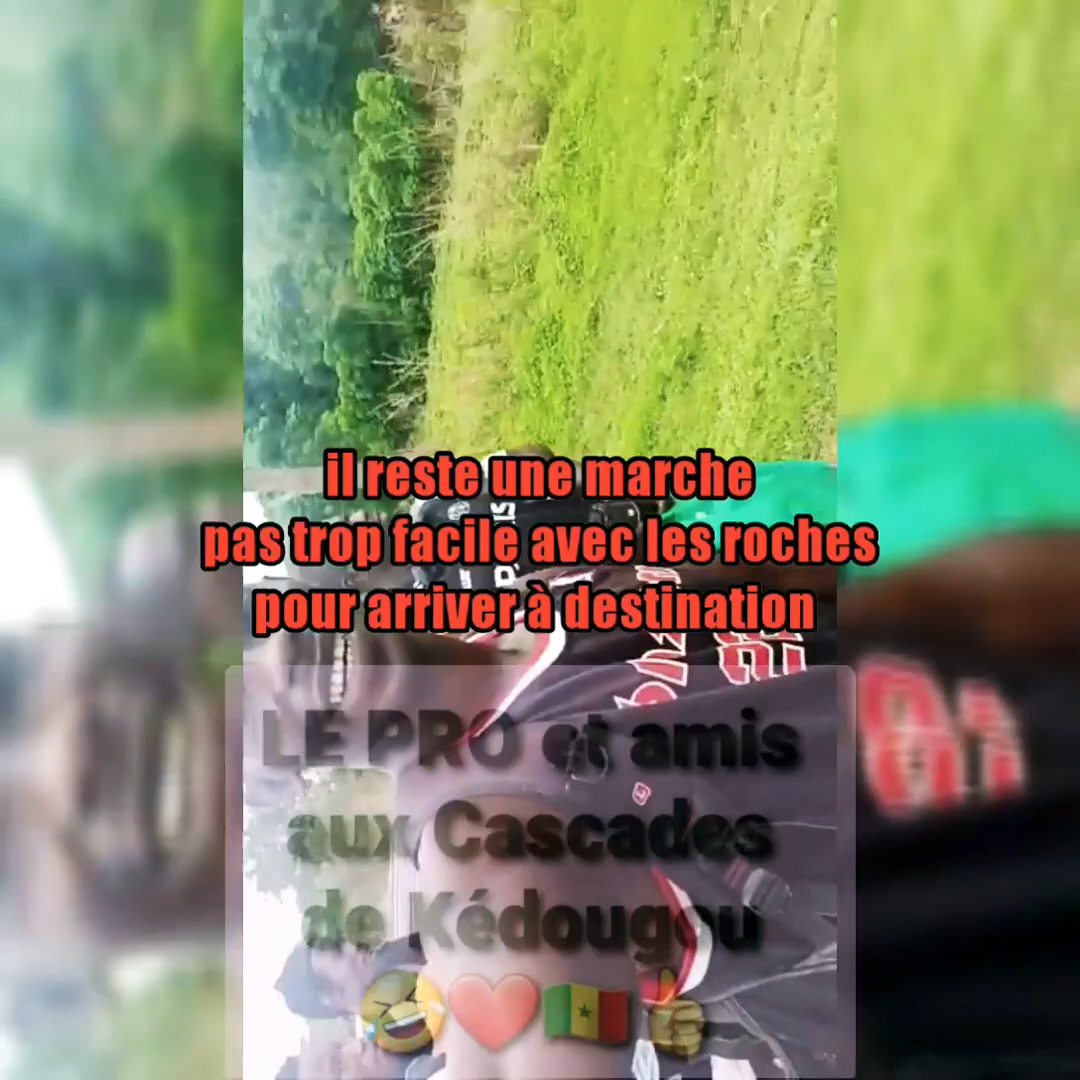 il reste une marche
pas trop facile avec les roches
pour arriver à destination
LE PRO et amis
aux Cascades
de Kédougou
🤣❤️🇸🇳👍